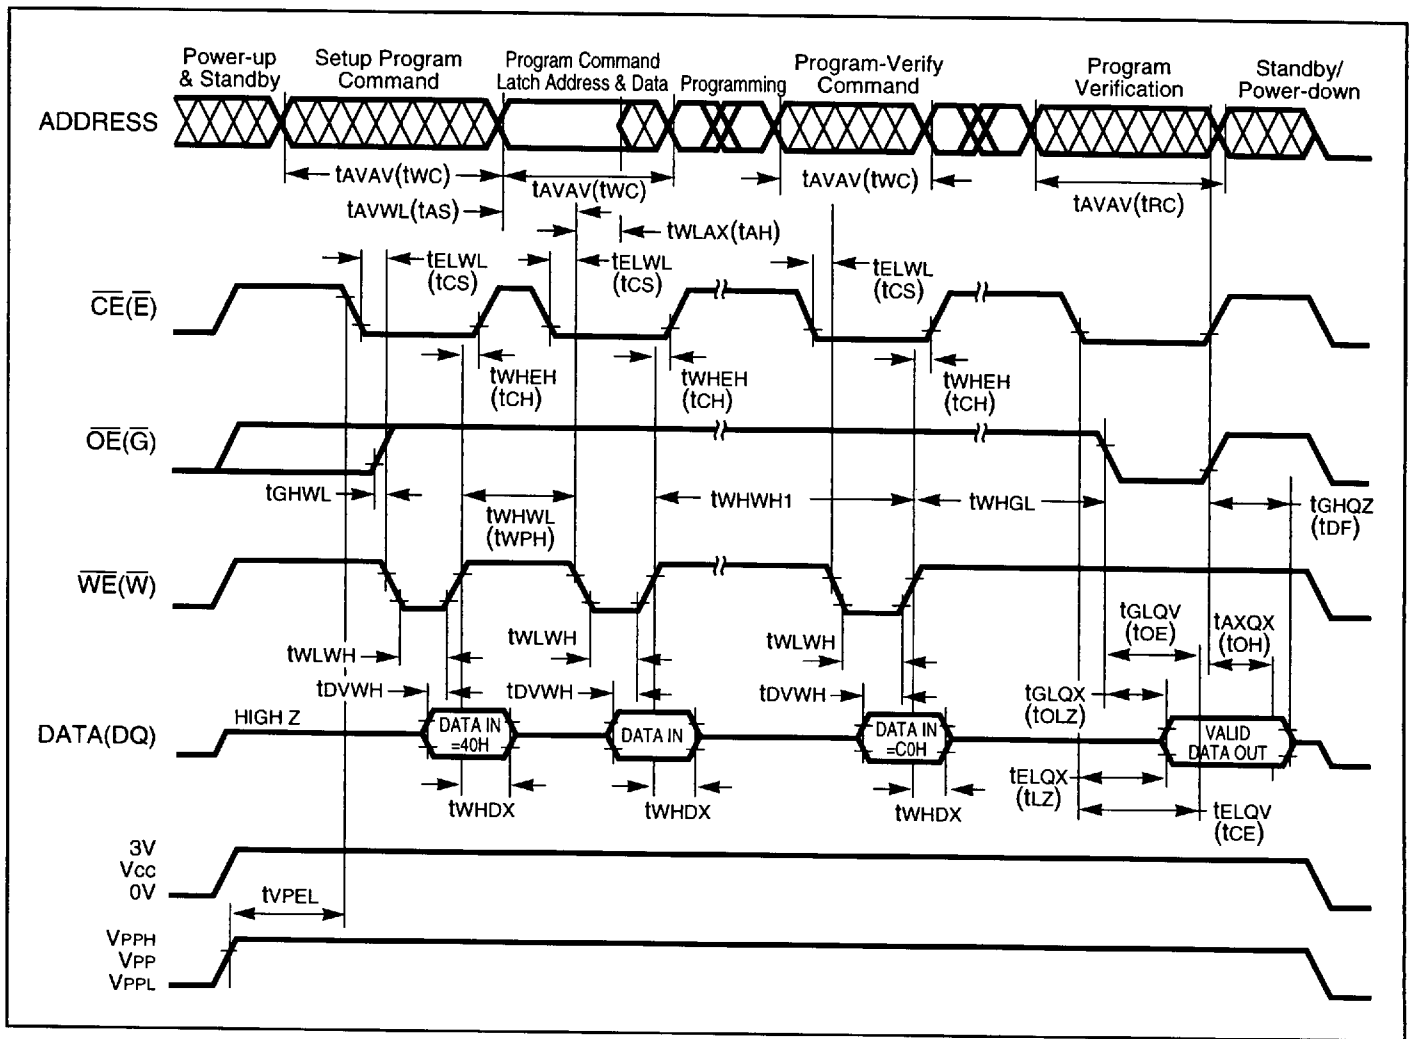 Power-up
& Standby
Setup Program
Command
Program Command
Latch Address & Data
Programming
Program-Verify
Command
Program
Verification
Standby/
Power-down
ADDRESS
tAVAV(tWC)
tAVAV(tWC)
tAVAV(tWC)
tAVAV(tRC)
tAVWL(tAS)
tWLAX(tAH)
tELWL
(tCS)
tELWL
(tCS)
tELWL
(tCS)
C̅E̅(E̅)
tWHEH
(tCH)
tWHEH
(tCH)
tWHEH
(tCH)
O̅E̅(G̅)
tGHWL
tWHWL
(tWPH)
tWHWH1
tWHGL
tGHQZ
(tDF)
W̅E̅(W̅)
tWLWH
tWLWH
tWLWH
tGLQV
(tOE)
tAXQX
(tOH)
tDVWH
tDVWH
tDVWH
tGLQX
(tOLZ)
DATA(DQ)
HIGH Z
DATA IN
=40H
DATA IN
DATA IN
=C0H
VALID
DATA OUT
tWHDX
tWHDX
tWHDX
tELQX
(tLZ)
tELQV
(tCE)
3V
VCC
0V
tVPEL
VPPH
VPP
VPPL